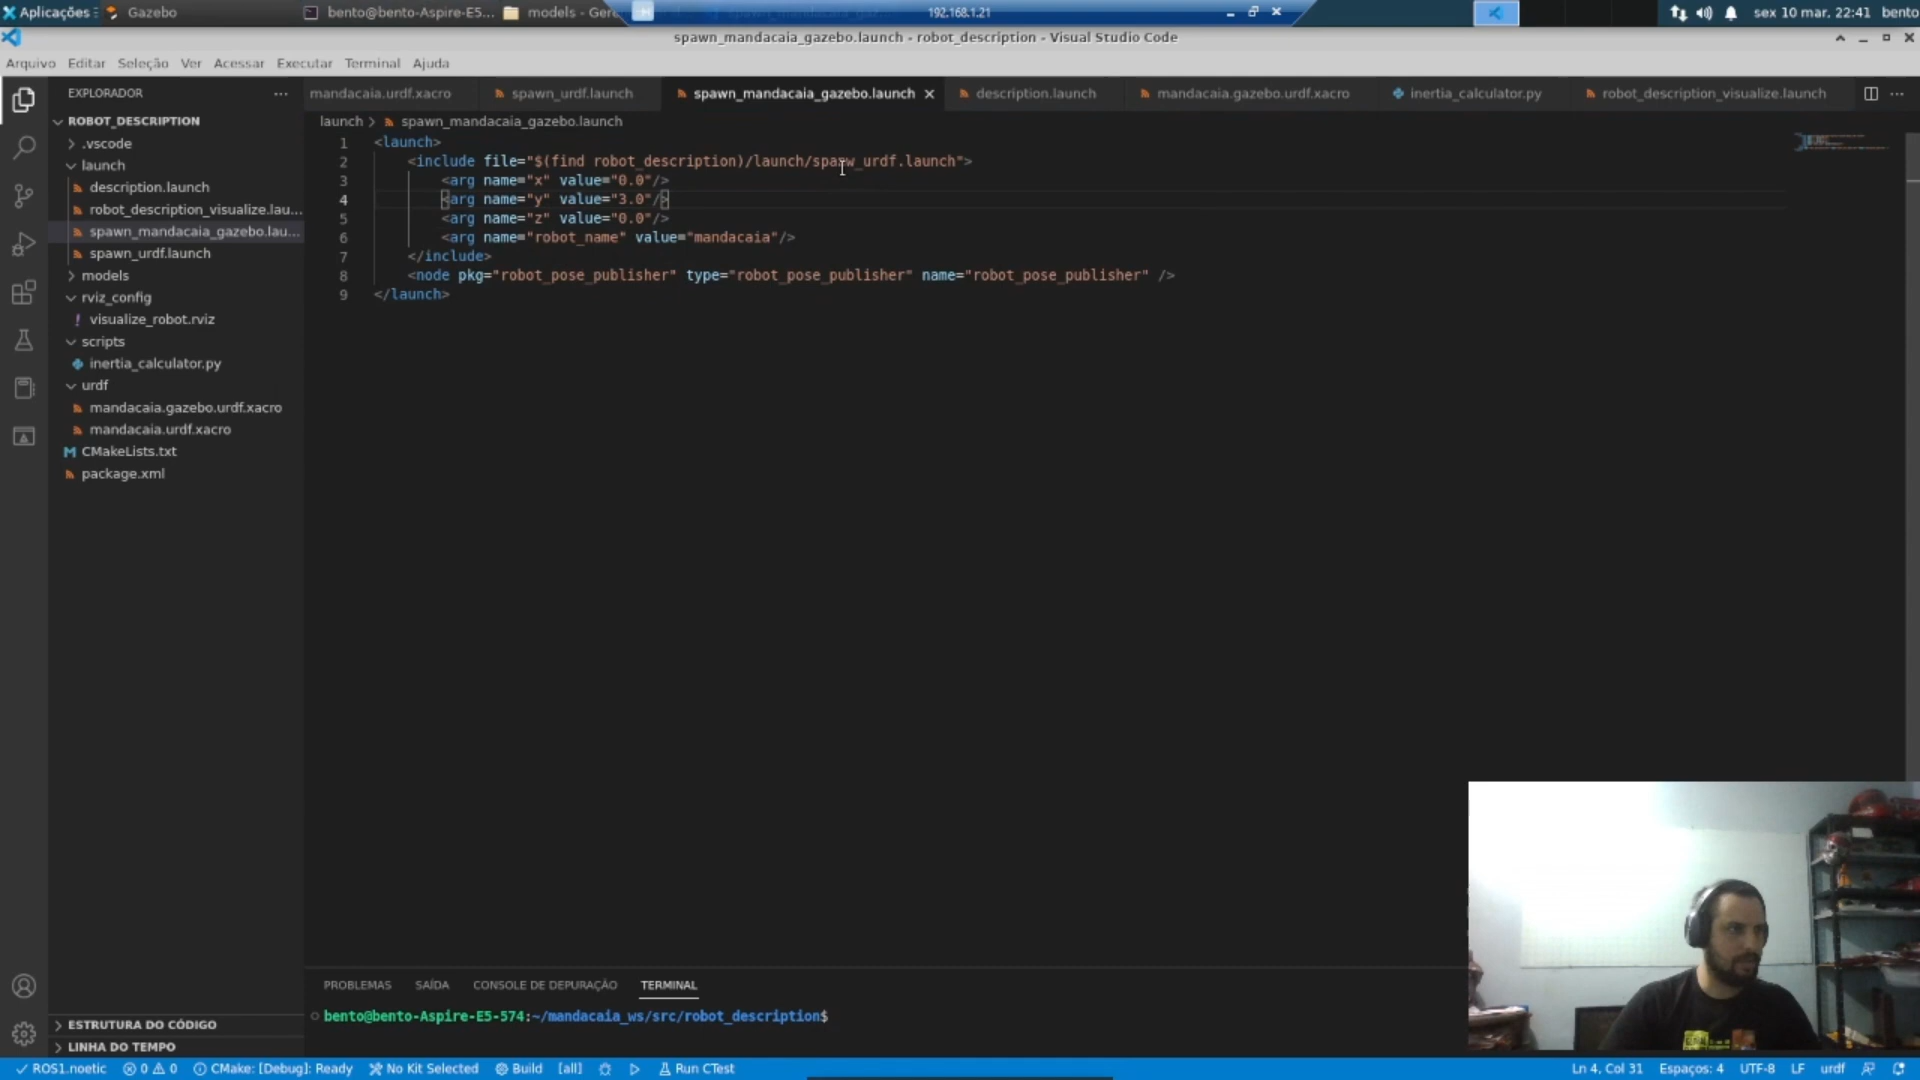 Aplicações
Gazebo
bento@bento-Aspire-E5...
models - Ger
192.168.1.21
sex 10 mar, 22:41
bento
spawn_mandacaia_gazebo.launch - robot_description - Visual Studio Code
Arquivo Editar Seleção Ver Acessar Executar Terminal Ajuda
EXPLORADOR
ROBOT_DESCRIPTION
.vscode
launch
description.launch
robot_description_visualize.lau...
spawn_mandacaia_gazebo.lau...
spawn_urdf.launch
models
rviz_config
visualize_robot.rviz
scripts
inertia_calculator.py
urdf
mandacaia.gazebo.urdf.xacro
mandacaia.urdf.xacro
CMakeLists.txt
package.xml
ESTRUTURA DO CÓDIGO
LINHA DO TEMPO
mandacaia.urdf.xacro
spawn_urdf.launch
spawn_mandacaia_gazebo.launch
description.launch
mandacaia.gazebo.urdf.xacro
inertia_calculator.py
robot_description_visualize.launch
launch > spawn_mandacaia_gazebo.launch
1 <launch>
2 <include file="$(find robot_description)/launch/spanw_urdf.launch">
3 <arg name="x" value="0.0"/>
4 <arg name="y" value="3.0"/>
5 <arg name="z" value="0.0"/>
6 <arg name="robot_name" value="mandacaia"/>
7 </include>
8 <node pkg="robot_pose_publisher" type="robot_pose_publisher" name="robot_pose_publisher" />
9 </launch>
PROBLEMAS SAÍDA CONSOLE DE DEPURAÇÃO TERMINAL
bento@bento-Aspire-E5-574:~/mandacaia_ws/src/robot_description$
ROS1.noetic 0 0 CMake: [Debug]: Ready No Kit Selected Build [all] Run CTest
Ln 4, Col 31 Espaços: 4 UTF-8 LF urdf